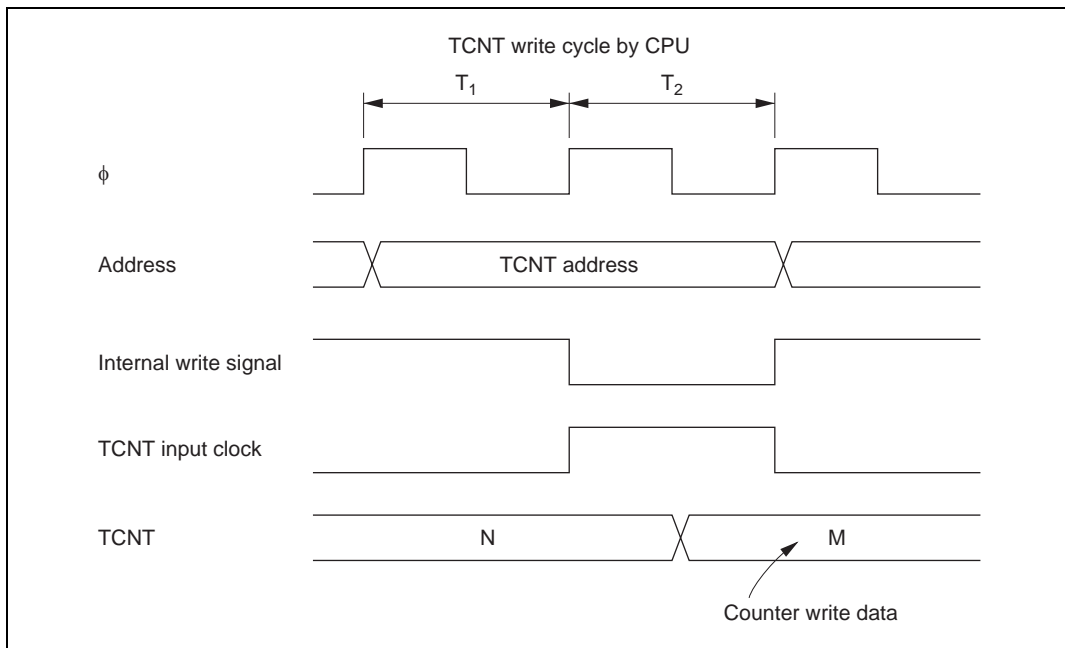 TCNT write cycle by CPU
T1 T2
ϕ
Address TCNT address
Internal write signal
TCNT input clock
TCNT N M
Counter write data